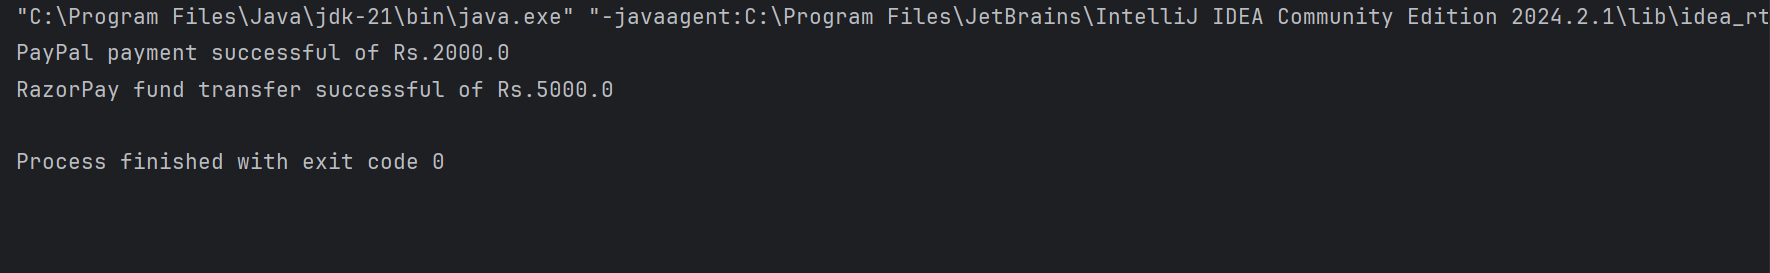 "C:\Program Files\Java\jdk-21\bin\java.exe" "-javaagent:C:\Program Files\JetBrains\IntelliJ IDEA Community Edition 2024.2.1\lib\idea_rt
PayPal payment successful of Rs.2000.0
RazorPay fund transfer successful of Rs.5000.0
Process finished with exit code 0